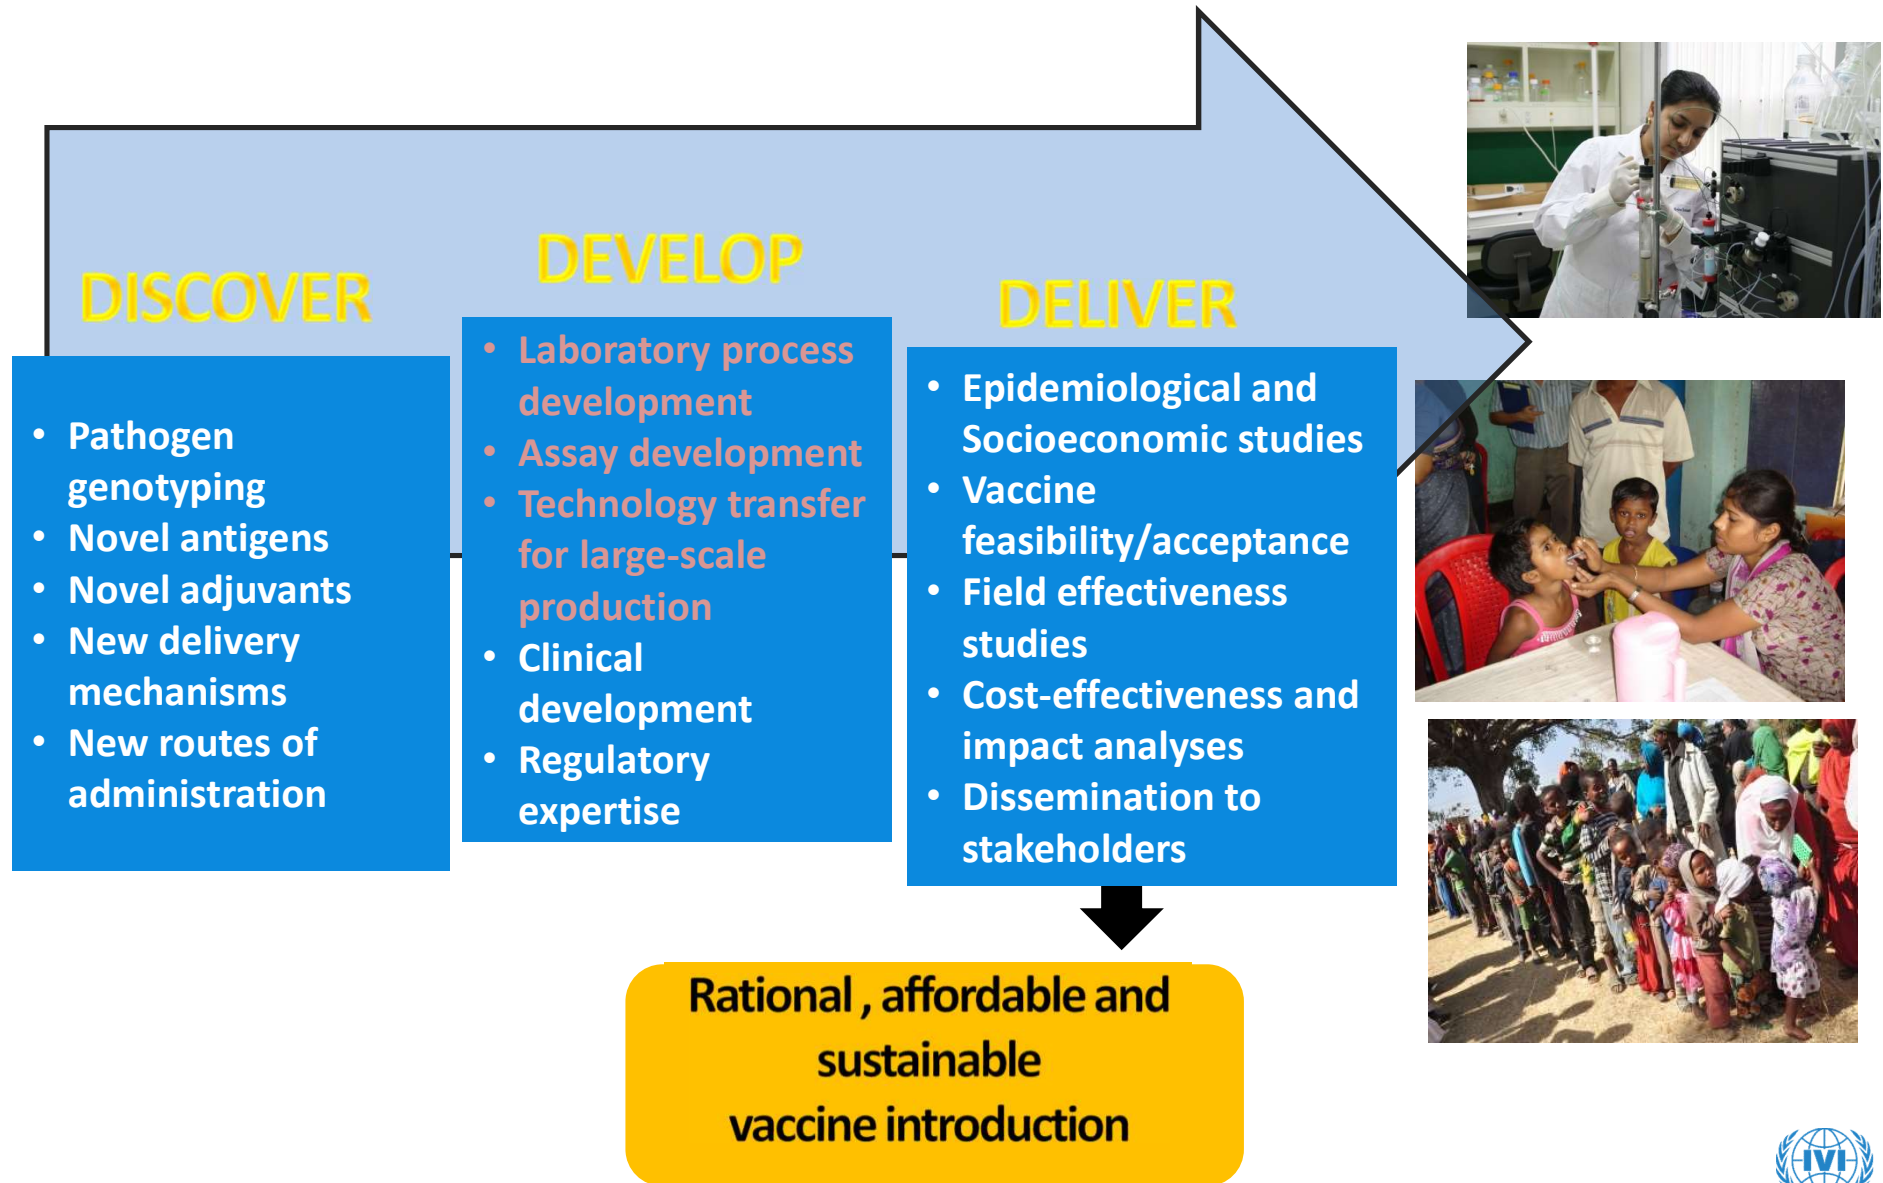 DISCOVER
• Pathogen
genotyping
• Novel antigens
• Novel adjuvants
• New delivery
mechanisms
• New routes of
administration
DEVELOP
• Laboratory process
development
• Assay development
• Technology transfer
for large-scale
production
• Clinical
development
• Regulatory
expertise
DELIVER
• Epidemiological and
Socioeconomic studies
• Vaccine
feasibility/acceptance
• Field effectiveness
studies
• Cost-effectiveness and
impact analyses
• Dissemination to
stakeholders
Rational , affordable and
sustainable
vaccine introduction
IVI